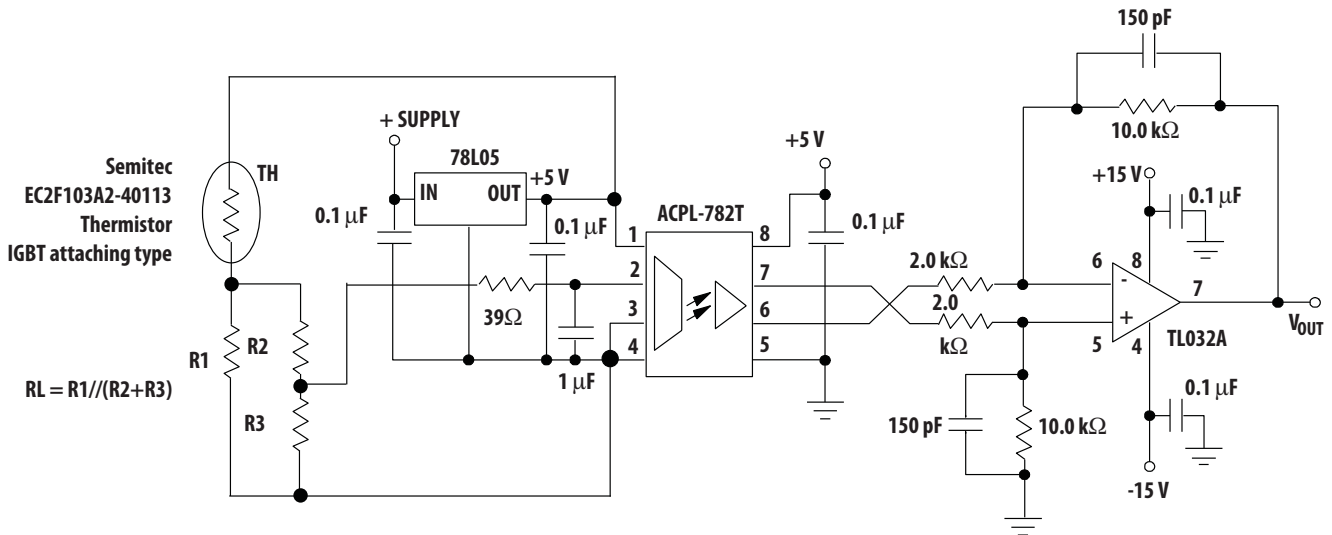 150 pF
10.0 kΩ
+ SUPPLY
78L05
IN
OUT
+5 V
Semitec
EC2F103A2-40113
Thermistor
IGBT attaching type
TH
0.1 µF
0.1 µF
+5 V
ACPL-782T
0.1 µF
+15 V
0.1 µF
1
2
3
4
8
7
6
5
39Ω
1 µF
2.0 kΩ
2.0
kΩ
6
8
-
+
5
4
7
TL032A
VOUT
R1
R2
R3
RL = R1//(R2+R3)
150 pF
10.0 kΩ
0.1 µF
-15 V